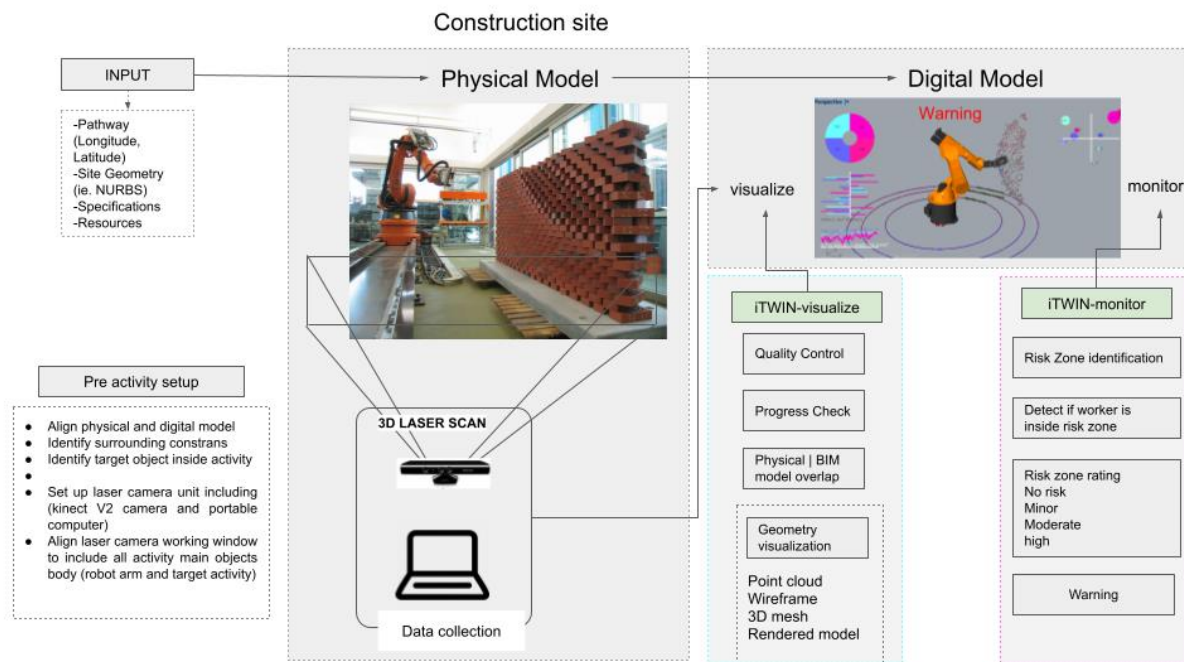 Construction site
INPUT
-Pathway
(Longitude,
Latitude)
-Site Geometry
(ie. NURBS)
-Specifications
-Resources
Pre activity setup
● Align physical and digital model
● Identify surrounding constrans
● Identify target object inside activity
●
● Set up laser camera unit including
(kinect V2 camera and portable
computer)
● Align laser camera working window
to include all activity main objects
body (robot arm and target activity)
Physical Model
3D LASER SCAN
Data collection
Digital Model
Perspective
Warning
visualize
monitor
iTWIN-visualize
Quality Control
Progress Check
Physical | BIM
model overlap
Geometry
visualization
Point cloud
Wireframe
3D mesh
Rendered model
iTWIN-monitor
Risk Zone identification
Detect if worker is
inside risk zone
Risk zone rating
No risk
Minor
Moderate
high
Warning